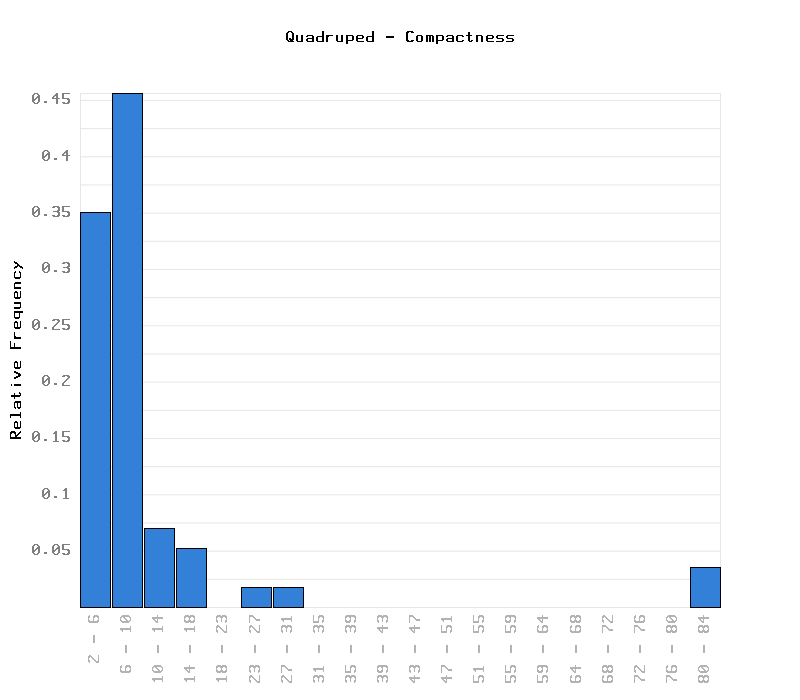 Quadruped - Compactness
0.45
0.4
0.35
0.3
0.25
0.2
0.15
0.1
0.05
Relative Frequency
2 - 6
6 - 10
10 - 14
14 - 18
18 - 23
23 - 27
27 - 31
31 - 35
35 - 39
39 - 43
43 - 47
47 - 51
51 - 55
55 - 59
59 - 64
64 - 68
68 - 72
72 - 76
76 - 80
80 - 84